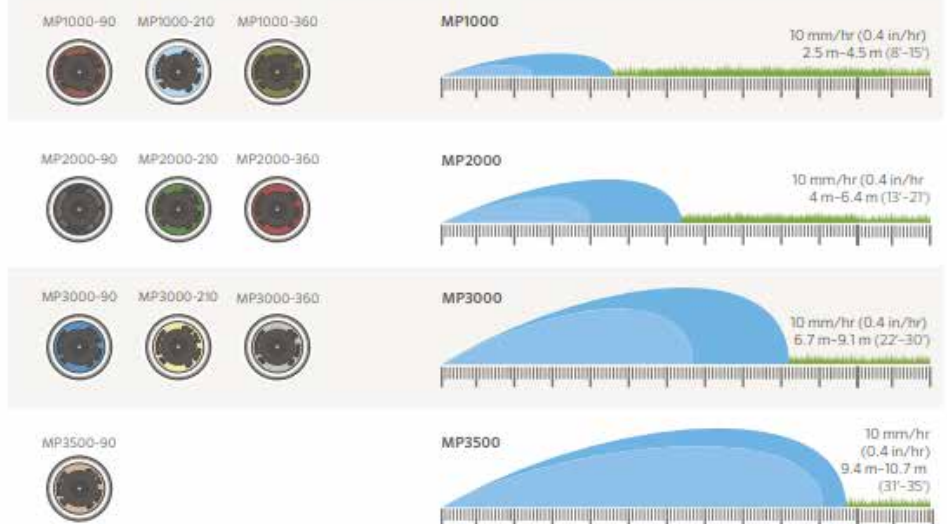 MP1000-90 MP1000-210 MP1000-360
MP1000
10 mm/hr (0.4 in/hr)
2.5 m–4.5 m (8'–15')
MP2000-90 MP2000-210 MP2000-360
MP2000
10 mm/hr (0.4 in/hr
4 m–6.4 m (13'–21')
MP3000-90 MP3000-210 MP3000-360
MP3000
10 mm/hr (0.4 in/hr)
6.7 m–9.1 m (22'–30')
MP3500-90
MP3500
10 mm/hr
(0.4 in/hr)
9.4 m–10.7 m
(31'–35')